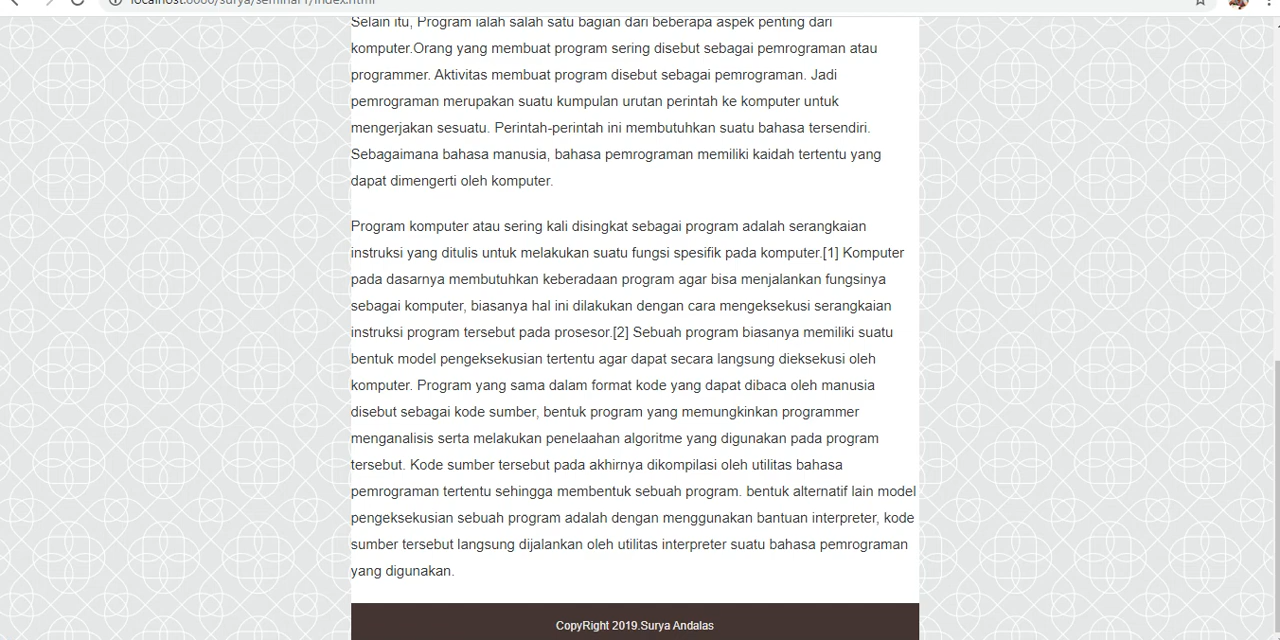 localhost:8080/surya/seminar1/index.html
Selain itu, Program ialah salah satu bagian dari beberapa aspek penting dari
komputer.Orang yang membuat program sering disebut sebagai pemrograman atau
programmer. Aktivitas membuat program disebut sebagai pemrograman. Jadi
pemrograman merupakan suatu kumpulan urutan perintah ke komputer untuk
mengerjakan sesuatu. Perintah-perintah ini membutuhkan suatu bahasa tersendiri.
Sebagaimana bahasa manusia, bahasa pemrograman memiliki kaidah tertentu yang
dapat dimengerti oleh komputer.
Program komputer atau sering kali disingkat sebagai program adalah serangkaian
instruksi yang ditulis untuk melakukan suatu fungsi spesifik pada komputer.[1] Komputer
pada dasarnya membutuhkan keberadaan program agar bisa menjalankan fungsinya
sebagai komputer, biasanya hal ini dilakukan dengan cara mengeksekusi serangkaian
instruksi program tersebut pada prosesor.[2] Sebuah program biasanya memiliki suatu
bentuk model pengeksekusian tertentu agar dapat secara langsung dieksekusi oleh
komputer. Program yang sama dalam format kode yang dapat dibaca oleh manusia
disebut sebagai kode sumber, bentuk program yang memungkinkan programmer
menganalisis serta melakukan penelaahan algoritme yang digunakan pada program
tersebut. Kode sumber tersebut pada akhirnya dikompilasi oleh utilitas bahasa
pemrograman tertentu sehingga membentuk sebuah program. bentuk alternatif lain model
pengeksekusian sebuah program adalah dengan menggunakan bantuan interpreter, kode
sumber tersebut langsung dijalankan oleh utilitas interpreter suatu bahasa pemrograman
yang digunakan.
CopyRight 2019.Surya Andalas